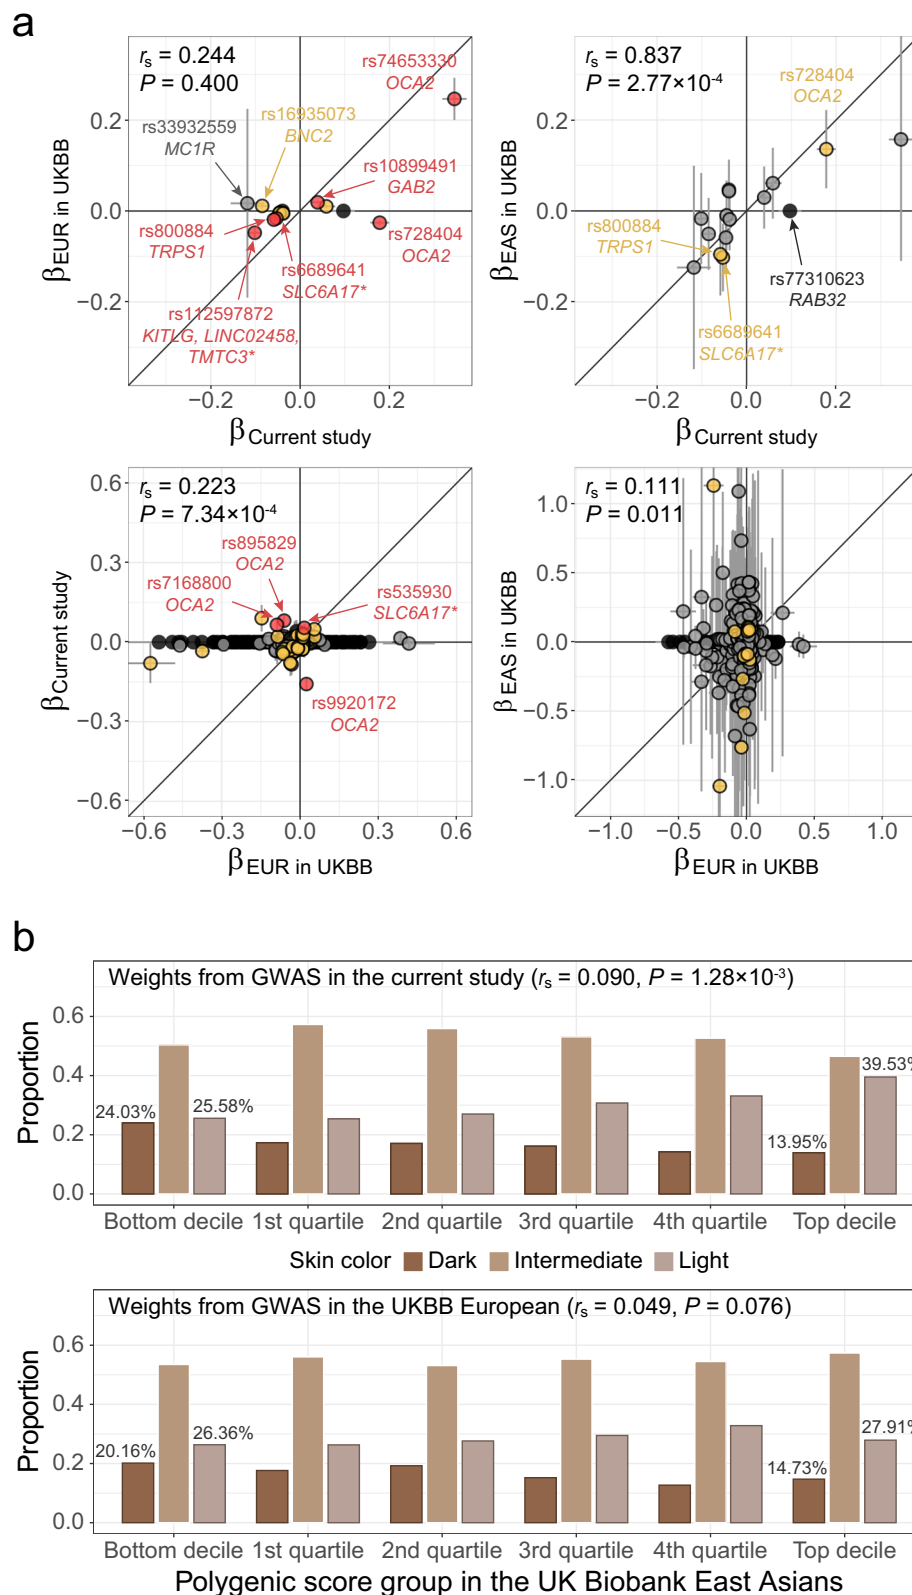 a
rs = 0.244
P = 0.400
rs74653330
OCA2
rs16935073
BNC2
rs33932559
MC1R
rs10899491
GAB2
rs800884
TRPS1
rs728404
OCA2
rs6689641
SLC6A17*
rs112597872
KITLG, LINC02458,
TMTC3*
0.2
0.0
−0.2
−0.2 0.0 0.2
βEUR in UKBB
βCurrent study
rs = 0.837
P = 2.77×10-4
rs728404
OCA2
rs800884
TRPS1
rs77310623
RAB32
rs6689641
SLC6A17*
0.2
0.0
−0.2
−0.2 0.0 0.2
βEAS in UKBB
βCurrent study
rs = 0.223
P = 7.34×10-4
rs895829
OCA2
rs7168800
OCA2
rs535930
SLC6A17*
rs9920172
OCA2
0.6
0.3
0.0
−0.3
−0.6
−0.6 −0.3 0.0 0.3 0.6
βCurrent study
βEUR in UKBB
rs = 0.111
P = 0.011
1.0
0.5
0.0
−0.5
−1.0
−1.0 −0.5 0.0 0.5 1.0
βEAS in UKBB
βEUR in UKBB
b
Weights from GWAS in the current study (rs = 0.090, P = 1.28×10-3)
Proportion
0.6
0.4
0.2
0.0
24.03% 25.58% 13.95% 39.53%
Bottom decile 1st quartile 2nd quartile 3rd quartile 4th quartile Top decile
Skin color Dark Intermediate Light
Weights from GWAS in the UKBB European (rs = 0.049, P = 0.076)
Proportion
0.6
0.4
0.2
0.0
20.16% 26.36% 14.73% 27.91%
Bottom decile 1st quartile 2nd quartile 3rd quartile 4th quartile Top decile
Polygenic score group in the UK Biobank East Asians